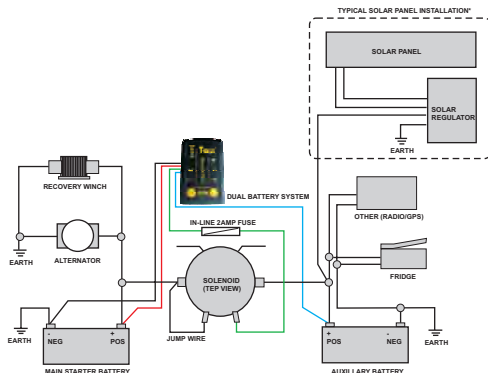 TYPICAL SOLAR PANEL INSTALLATION*
SOLAR PANEL
SOLAR
REGULATOR
EARTH
RECOVERY WINCH
DUAL BATTERY SYSTEM
OTHER (RADIO/GPS)
IN-LINE 2AMP FUSE
ALTERNATOR
EARTH
SOLENOID
(TEP VIEW)
FRIDGE
JUMP WIRE
EARTH
-
NEG
+
POS
MAIN STARTER BATTERY
+
POS
-
NEG
EARTH
AUXILLARY BATTERY